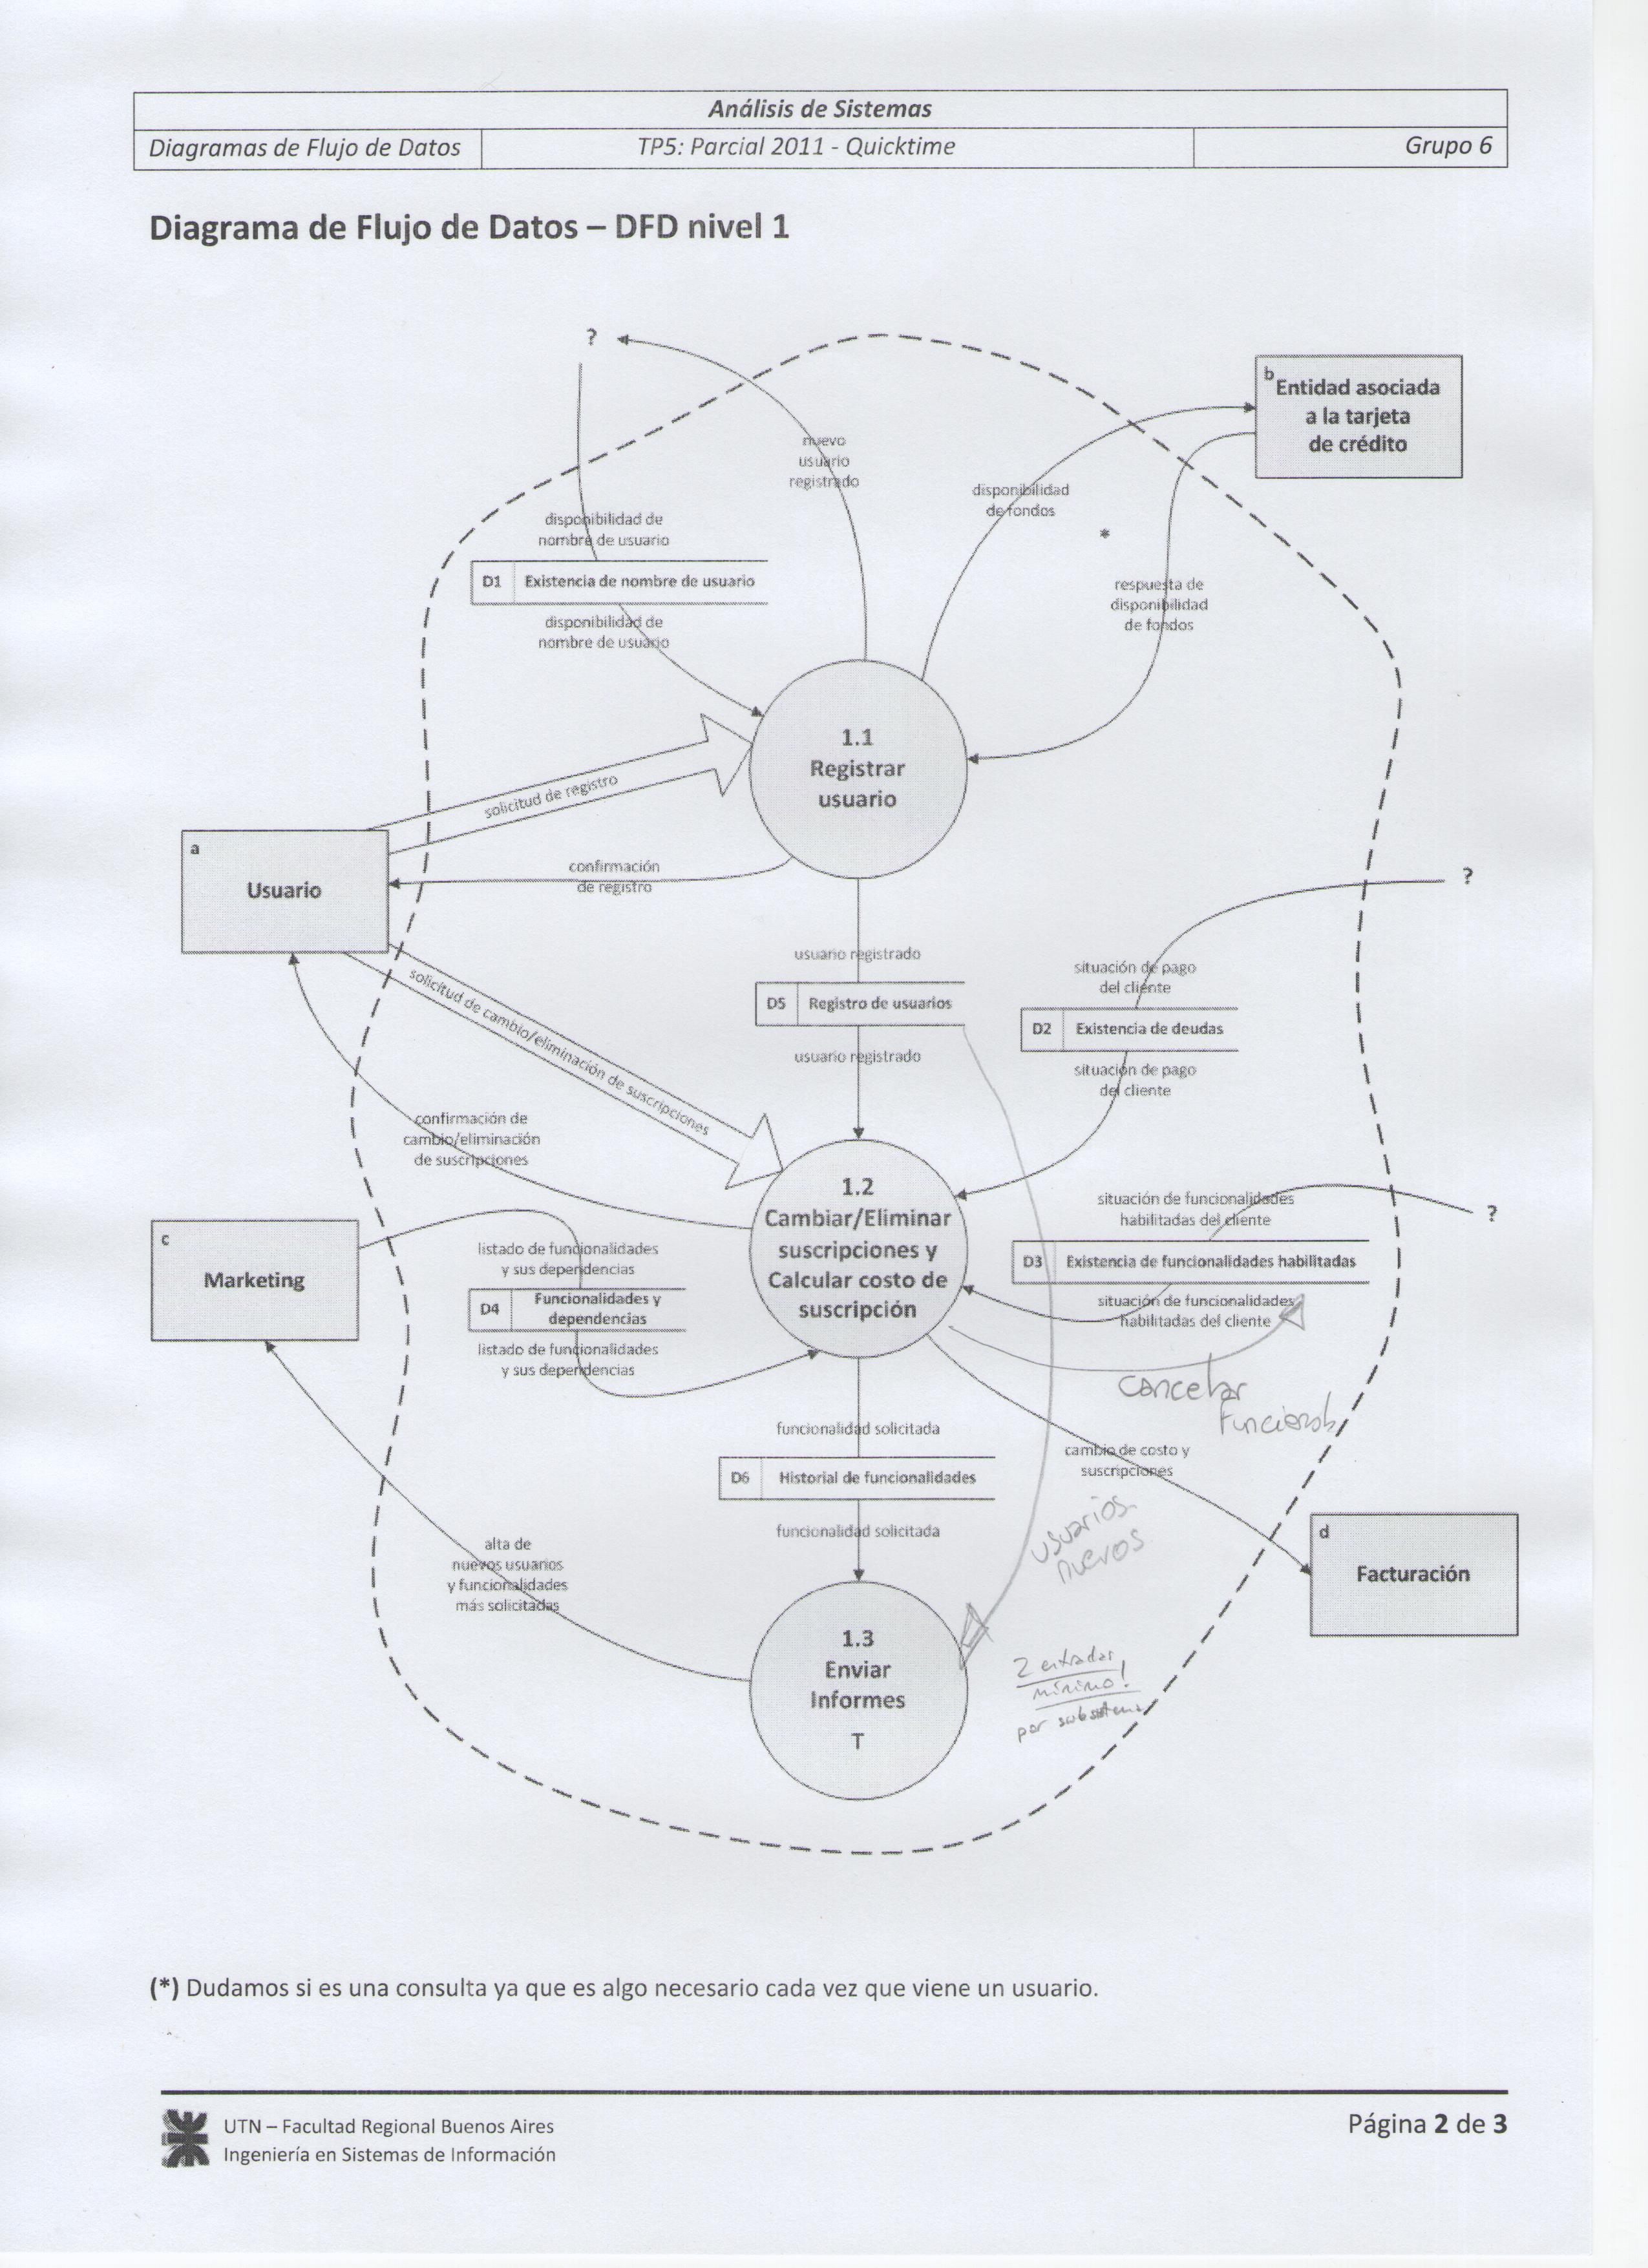 Análisis de Sistemas
Diagramas de Flujo de Datos
TP5: Parcial 2011 - Quicktime
Grupo 6
Diagrama de Flujo de Datos – DFD nivel 1
?
b
Entidad asociada
a la tarjeta
de crédito
nuevo
usuario
registrado
disponibilidad
de fondos
*
disponibilidad de
nombre de usuario
D1 Existencia de nombre de usuario
disponibilidad de
nombre de usuario
respuesta de
disponibilidad
de fondos
1.1
Registrar
usuario
solicitud de registro
a
Usuario
confirmación
de registro
?
usuario registrado
D5 Registro de usuarios
usuario registrado
situación de pago
del cliente
D2 Existencia de deudas
situación de pago
del cliente
solicitud de cambio/eliminación de suscripciones
confirmación de
cambio/eliminación
de suscripciones
1.2
Cambiar/Eliminar
suscripciones y
Calcular costo de
suscripción
situación de funcionalidades
habilitadas del cliente
?
D3 Existencia de funcionalidades habilitadas
situación de funcionalidades
habilitadas del cliente
c
Marketing
listado de funcionalidades
y sus dependencias
D4 Funcionalidades y
dependencias
listado de funcionalidades
y sus dependencias
cancelar
funcionol
funcionalidad solicitada
D6 Historial de funcionalidades
funcionalidad solicitada
cambio de costo y
suscripciones
usuarios
nuevos
d
Facturación
alta de
nuevos usuarios
y funcionalidades
más solicitadas
1.3
Enviar
Informes
T
2 entradas
mínimo!
por subsistema
(*) Dudamos si es una consulta ya que es algo necesario cada vez que viene un usuario.
UTN – Facultad Regional Buenos Aires
Ingeniería en Sistemas de Información
Página 2 de 3